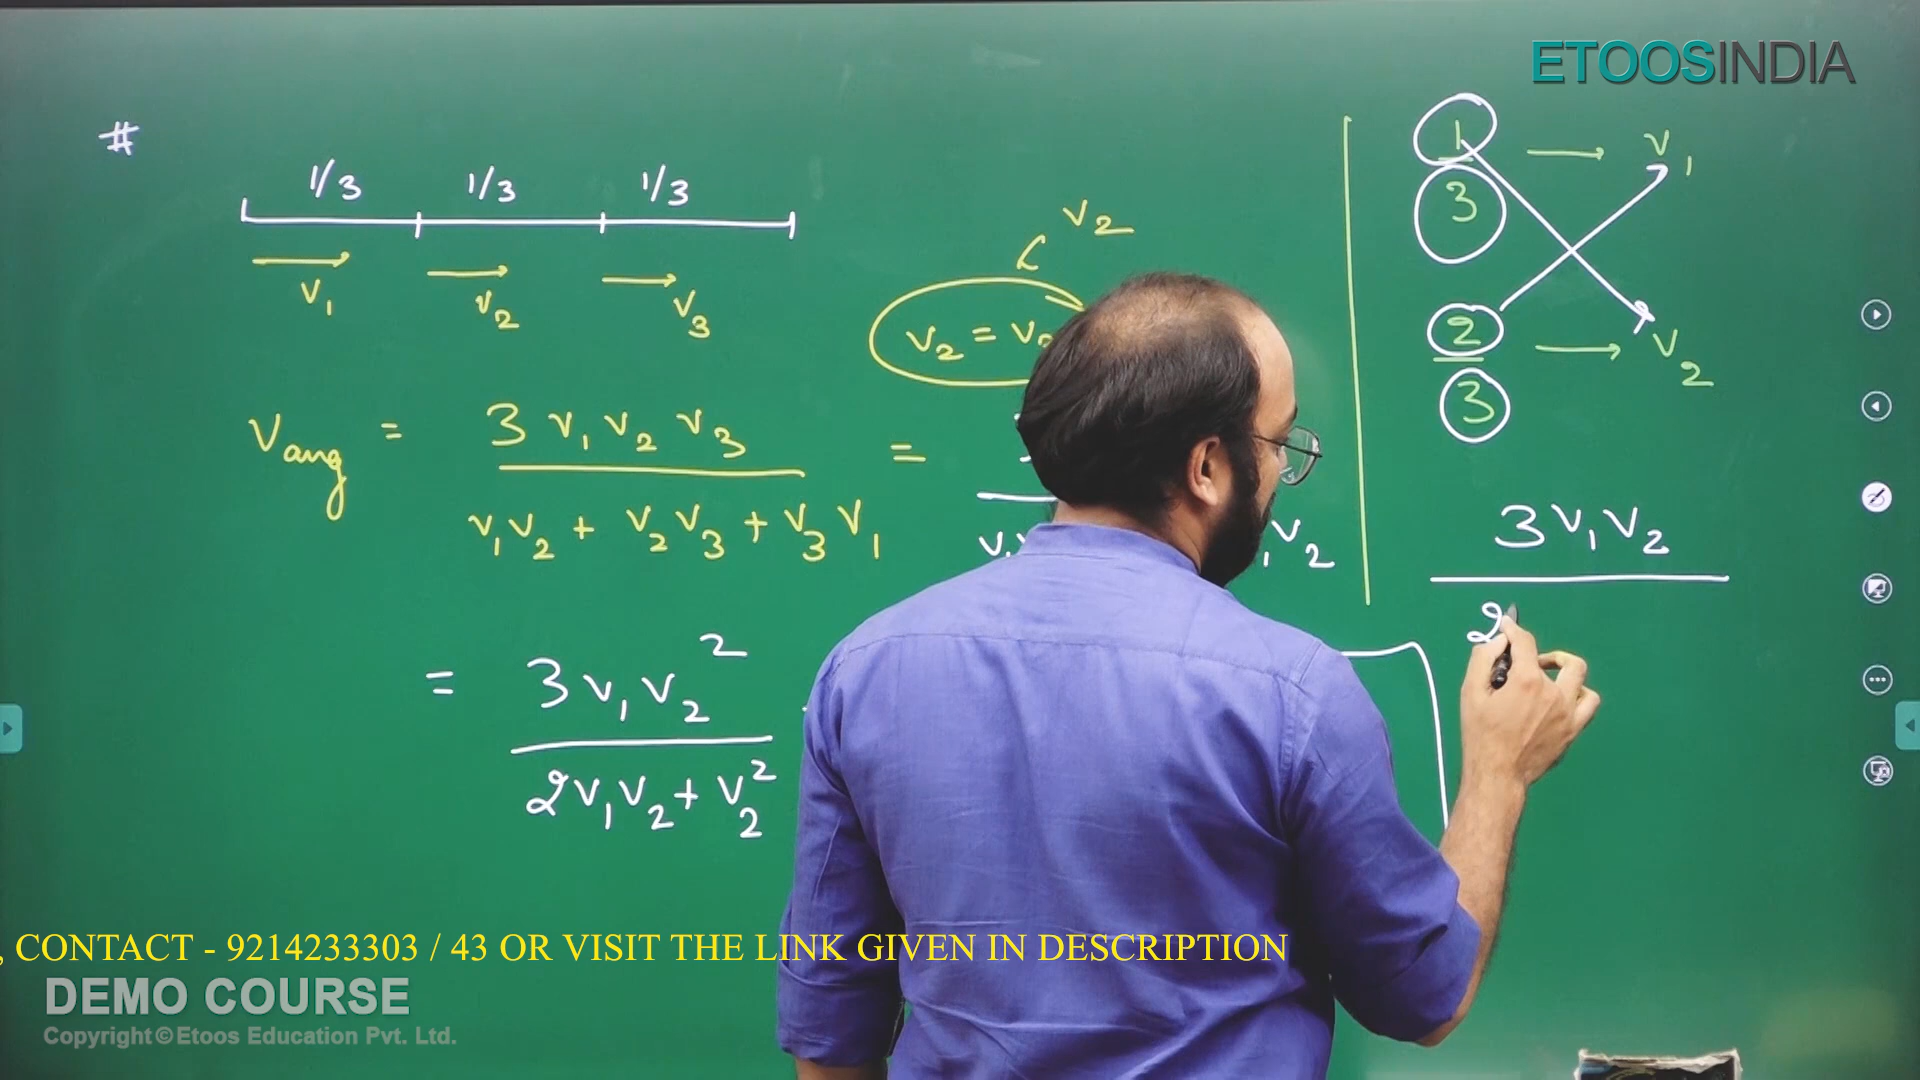 ETOOSINDIA
#
1/3 1/3 1/3
V1 V2 V3
V2
V2 = V
Vavg = 3 V1 V2 V3 / V1V2 + V2V3 + V3V1 =
V2
= 3V1V2² / 2V1V2 + V2²
1/3 → V1
2/3 → V2
3V1V2
2
, CONTACT - 9214233303 / 43 OR VISIT THE LINK GIVEN IN DESCRIPTION
DEMO COURSE
Copyright © Etoos Education Pvt. Ltd.